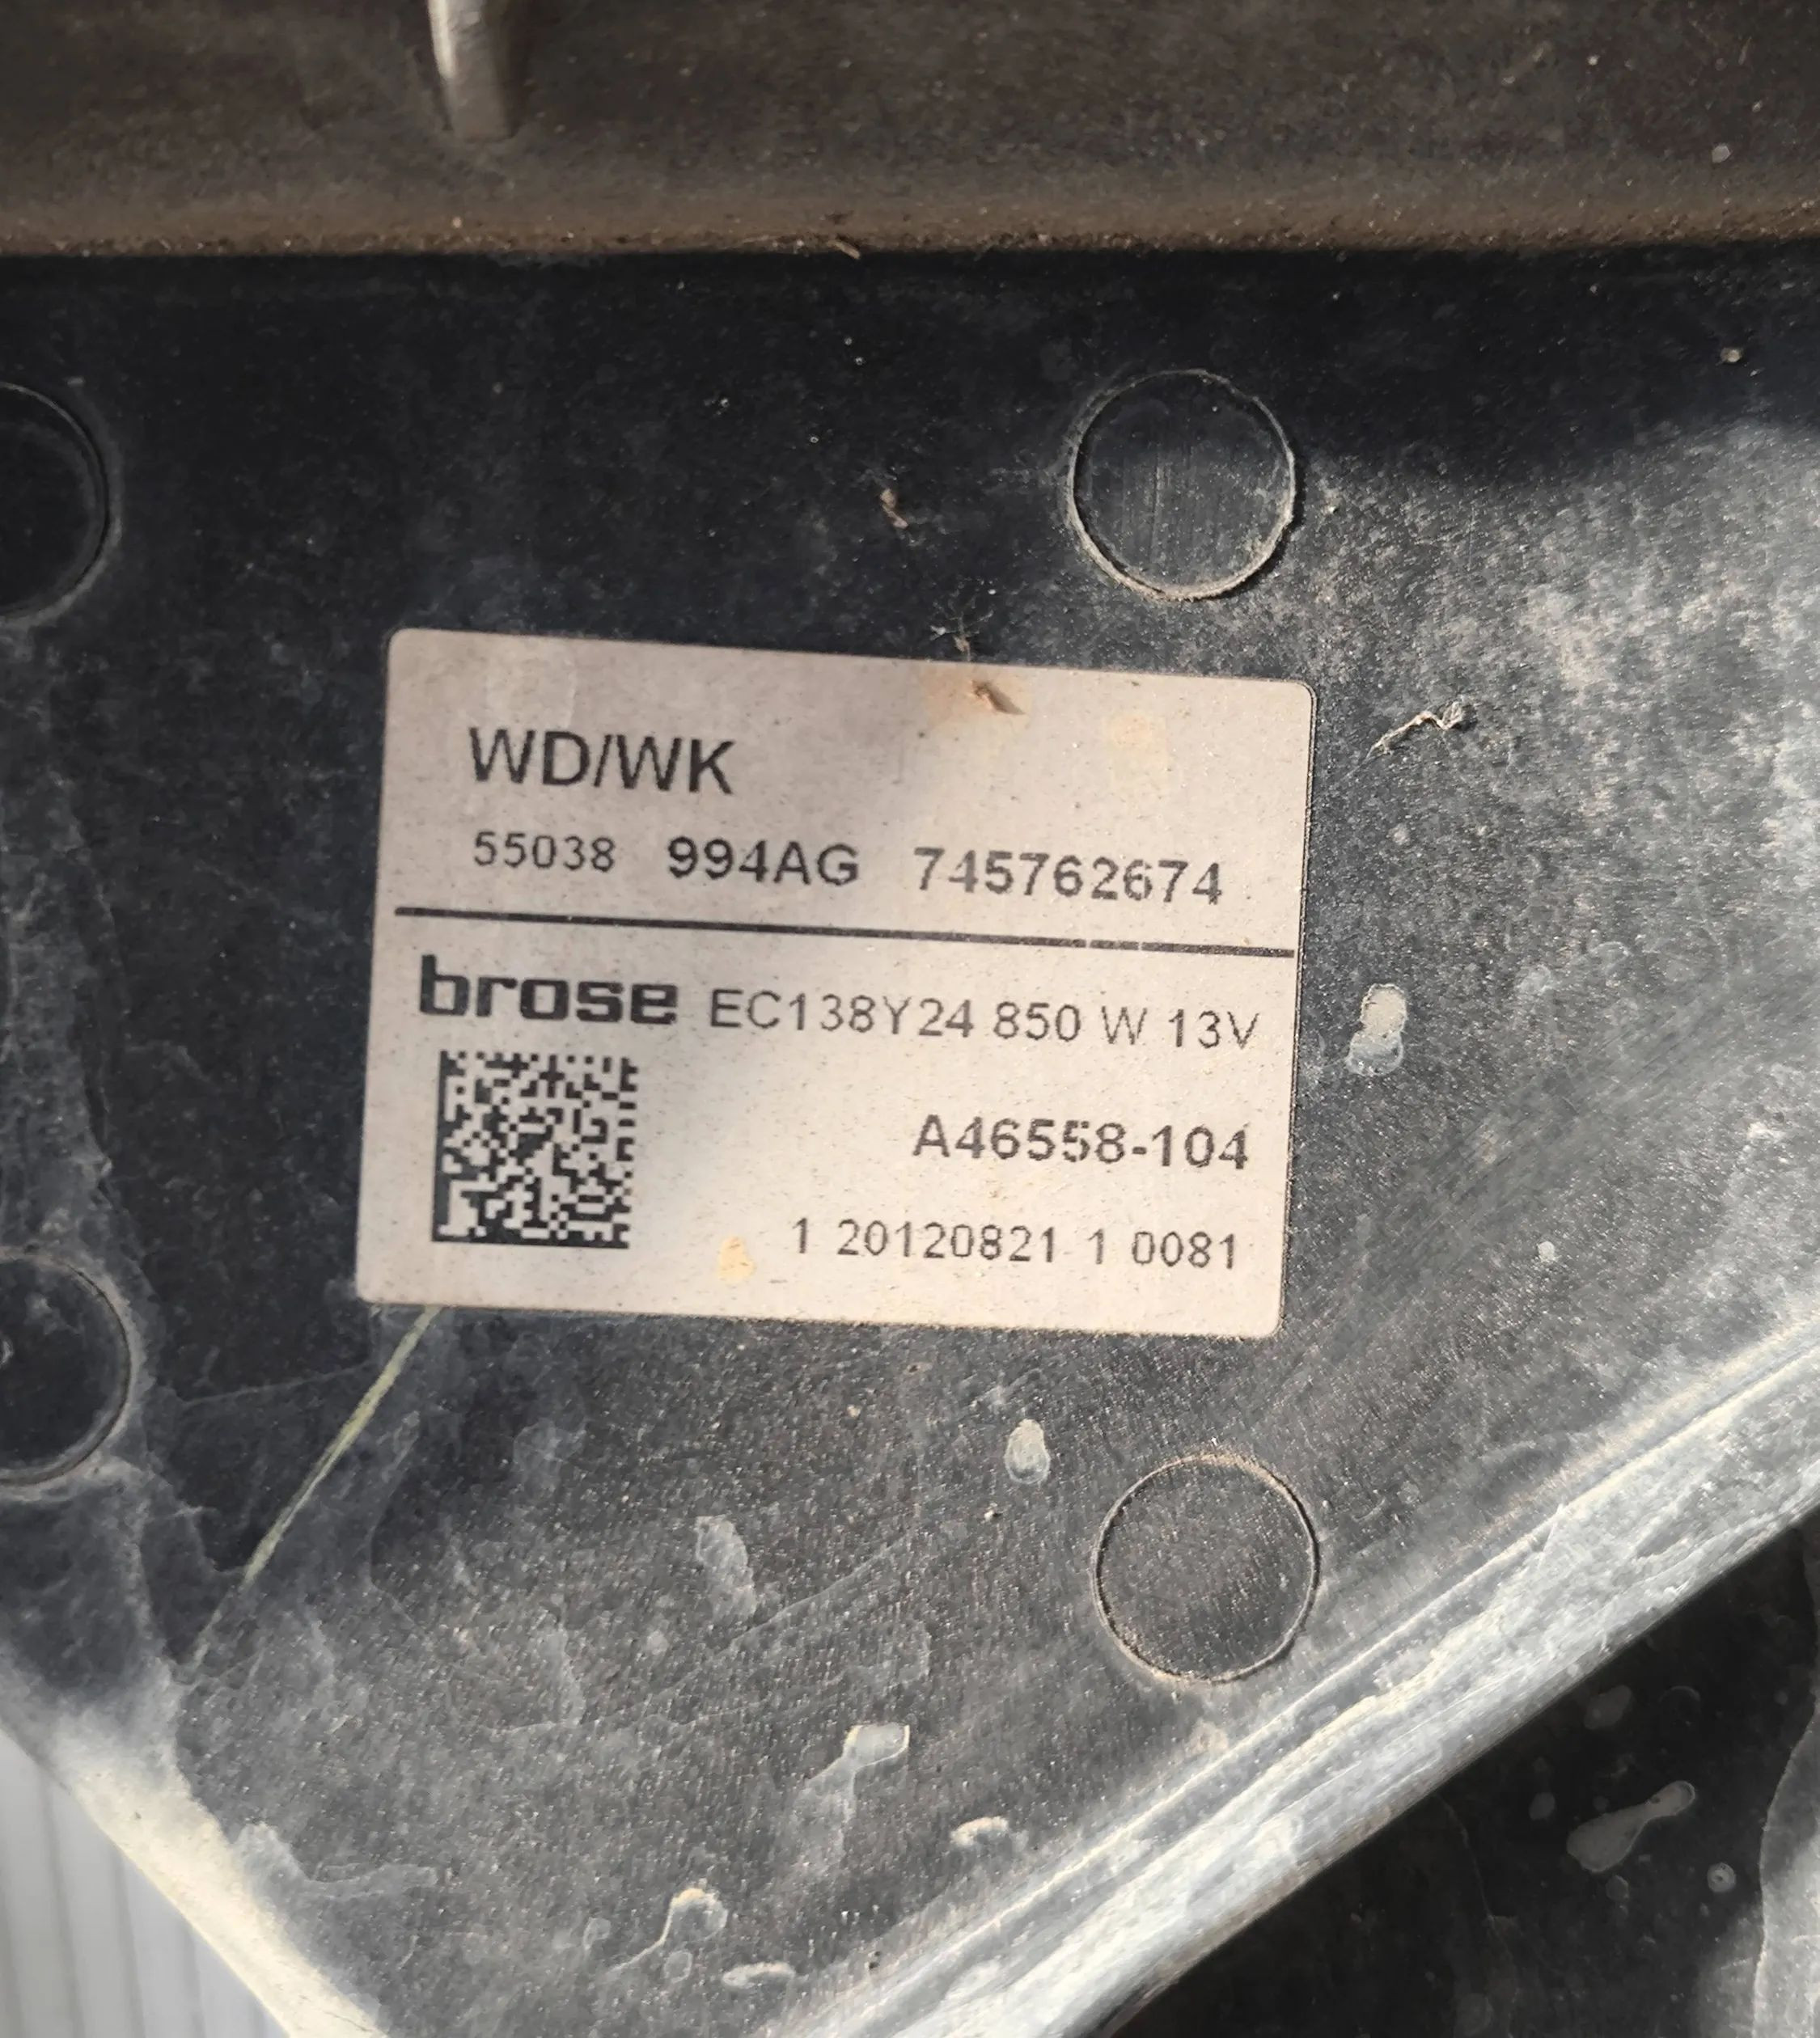 WD/WK
55038 994AG 745762674
brose EC138Y24 850 W 13V
A46558-104
1 20120821 1 0081